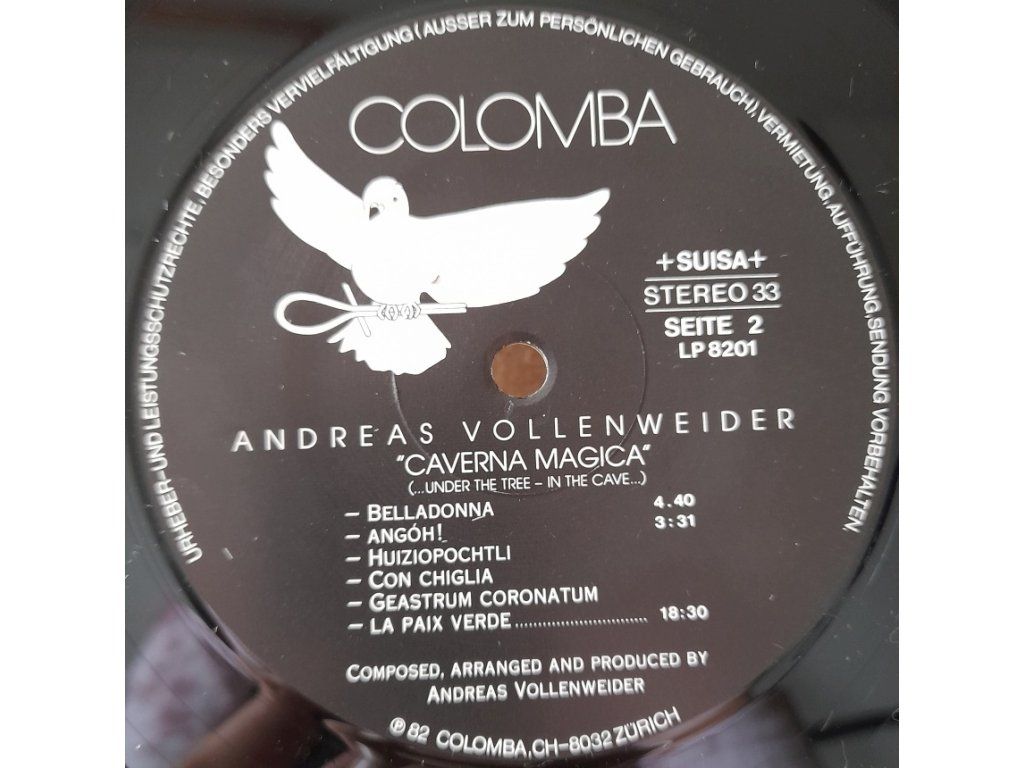 URHEBER-UND LEISTUNGSSCHUTZRECHTE, BESONDERS VERVIELFÄLTIGUNG (AUSSER ZUM PERSÖNLICHEN GEBRAUCH), VERMIETUNG, AUFFÜHRUNG, SENDUNG VORBEHALTEN.
COLOMBA
+SUISA+
STEREO 33
SEITE 2
LP 8201
ANDREAS VOLLENWEIDER
"CAVERNA MAGICA"
(...UNDER THE TREE – IN THE CAVE...)
– BELLADONNA 4.40
– ANGÓH! 3:31
– HUIZIOPOCHTLI
– CON CHIGLIA
– GEASTRUM CORONATUM
– LA PAIX VERDE............................. 18:30
COMPOSED, ARRANGED AND PRODUCED BY
ANDREAS VOLLENWEIDER
℗ 82 COLOMBA, CH-8032 ZÜRICH